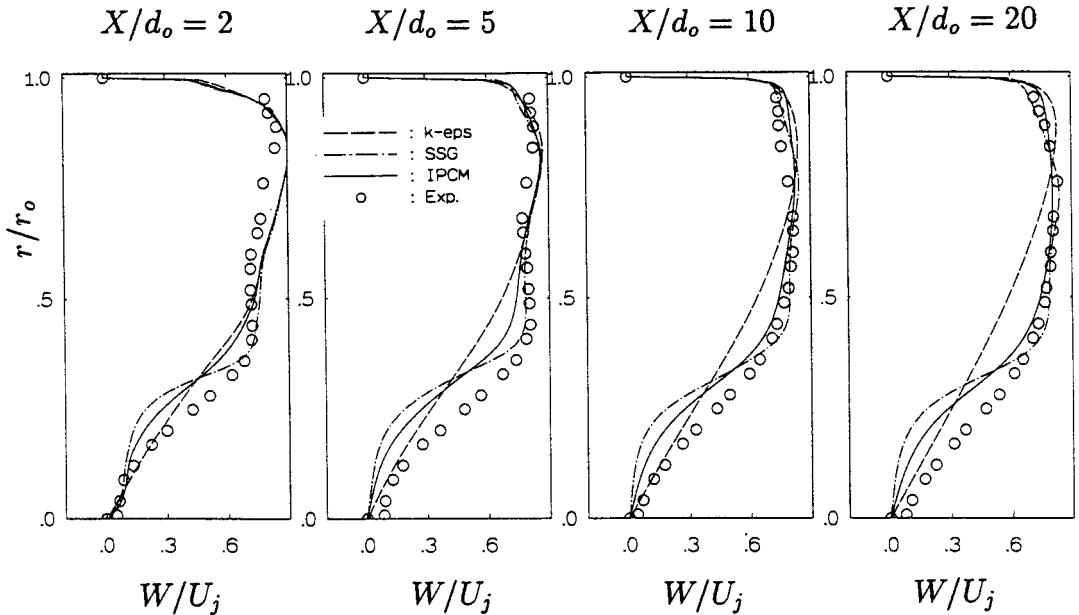 X/d_o = 2
X/d_o = 5
X/d_o = 10
X/d_o = 20
1.0
1.0
1.0
1.0
– – – : k-eps
–·–·– : SSG
——— : IPCM
○ : Exp.
r/r_o
.5
.5
.5
.5
.0
.0
.0
.0
.0 .3 .6
.0 .3 .6
.0 .3 .6
.0 .3 .6
W/U_j
W/U_j
W/U_j
W/U_j